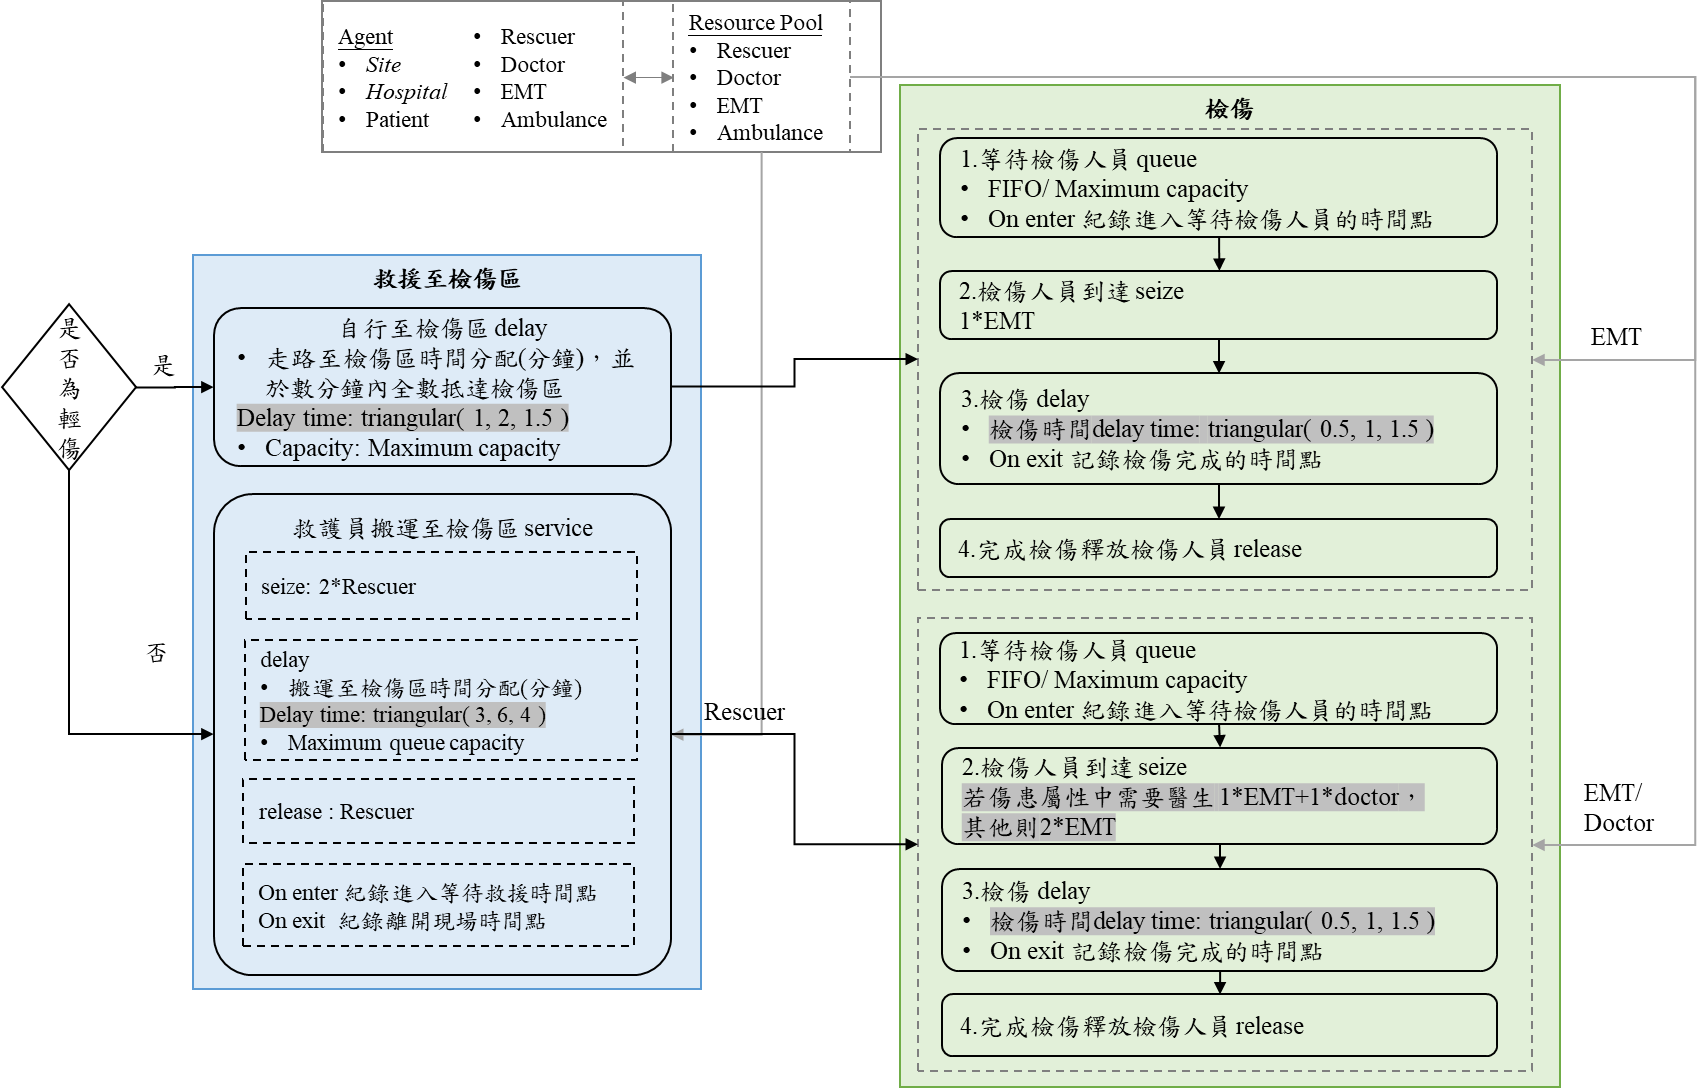 Agent
• Site
• Hospital
• Patient
• Rescuer
• Doctor
• EMT
• Ambulance
Resource Pool
• Rescuer
• Doctor
• EMT
• Ambulance
是
否
為
輕
傷
是
否
救援至檢傷區
自行至檢傷區 delay
• 走路至檢傷區時間分配(分鐘)，並
於數分鐘內全數抵達檢傷區
Delay time: triangular( 1, 2, 1.5 )
• Capacity: Maximum capacity
救護員搬運至檢傷區 service
seize: 2*Rescuer
delay
• 搬運至檢傷區時間分配(分鐘)
Delay time: triangular( 3, 6, 4 )
• Maximum queue capacity
release : Rescuer
On enter 紀錄進入等待救援時間點
On exit 紀錄離開現場時間點
Rescuer
檢傷
1.等待檢傷人員 queue
• FIFO/ Maximum capacity
• On enter 紀錄進入等待檢傷人員的時間點
2.檢傷人員到達 seize
1*EMT
3.檢傷 delay
• 檢傷時間delay time: triangular( 0.5, 1, 1.5 )
• On exit 記錄檢傷完成的時間點
4.完成檢傷釋放檢傷人員 release
EMT
1.等待檢傷人員 queue
• FIFO/ Maximum capacity
• On enter 紀錄進入等待檢傷人員的時間點
2.檢傷人員到達 seize
若傷患屬性中需要醫生 1*EMT+1*doctor，
其他則2*EMT
3.檢傷 delay
• 檢傷時間delay time: triangular( 0.5, 1, 1.5 )
• On exit 記錄檢傷完成的時間點
4.完成檢傷釋放檢傷人員 release
EMT/
Doctor